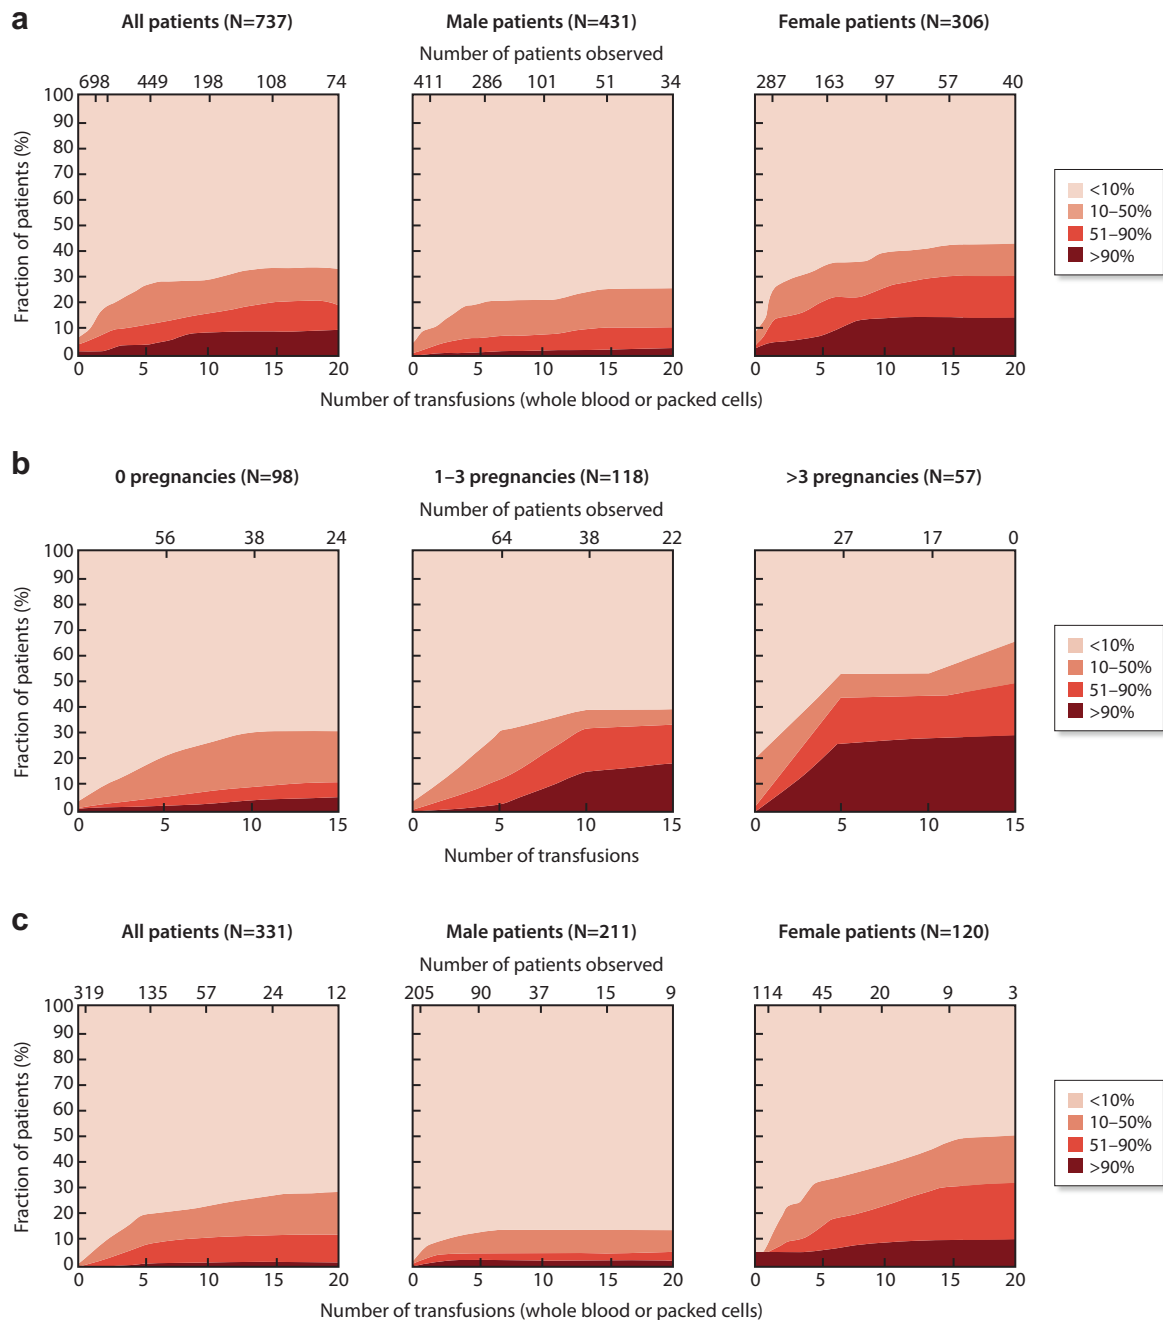 a
All patients (N=737)
Male patients (N=431)
Female patients (N=306)
Number of patients observed
698 449 198 108 74
411 286 101 51 34
287 163 97 57 40
Fraction of patients (%)
100
90
80
70
60
50
40
30
20
10
0
0 5 10 15 20
0 5 10 15 20
0 5 10 15 20
Number of transfusions (whole blood or packed cells)
<10%
10–50%
51–90%
>90%
b
0 pregnancies (N=98)
1–3 pregnancies (N=118)
>3 pregnancies (N=57)
Number of patients observed
56 38 24
64 38 22
27 17 0
Fraction of patients (%)
100
90
80
70
60
50
40
30
20
10
0
0 5 10 15
0 5 10 15
0 5 10 15
Number of transfusions
<10%
10–50%
51–90%
>90%
c
All patients (N=331)
Male patients (N=211)
Female patients (N=120)
Number of patients observed
319 135 57 24 12
205 90 37 15 9
114 45 20 9 3
Fraction of patients (%)
100
90
80
70
60
50
40
30
20
10
0
0 5 10 15 20
0 5 10 15 20
0 5 10 15 20
Number of transfusions (whole blood or packed cells)
<10%
10–50%
51–90%
>90%